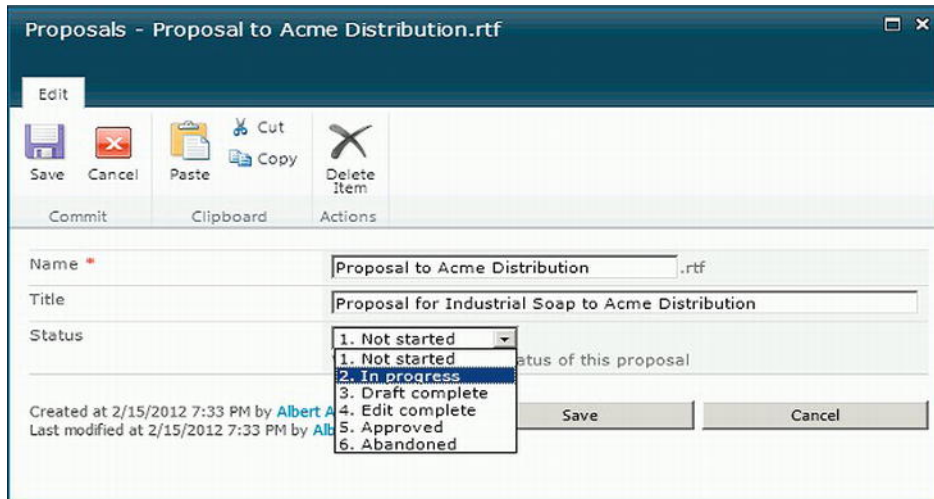 Proposals - Proposal to Acme Distribution.rtf
Edit
Save
Cancel
Paste
Cut
Copy
Delete
Item
Commit
Clipboard
Actions
Name *
Proposal to Acme Distribution .rtf
Title
Proposal for Industrial Soap to Acme Distribution
Status
1. Not started
1. Not started
2. In progress
of this proposal
3. Draft complete
4. Edit complete
5. Approved
6. Abandoned
Created at 2/15/2012 7:33 PM by Albert
Last modified at 2/15/2012 7:33 PM by
Save
Cancel